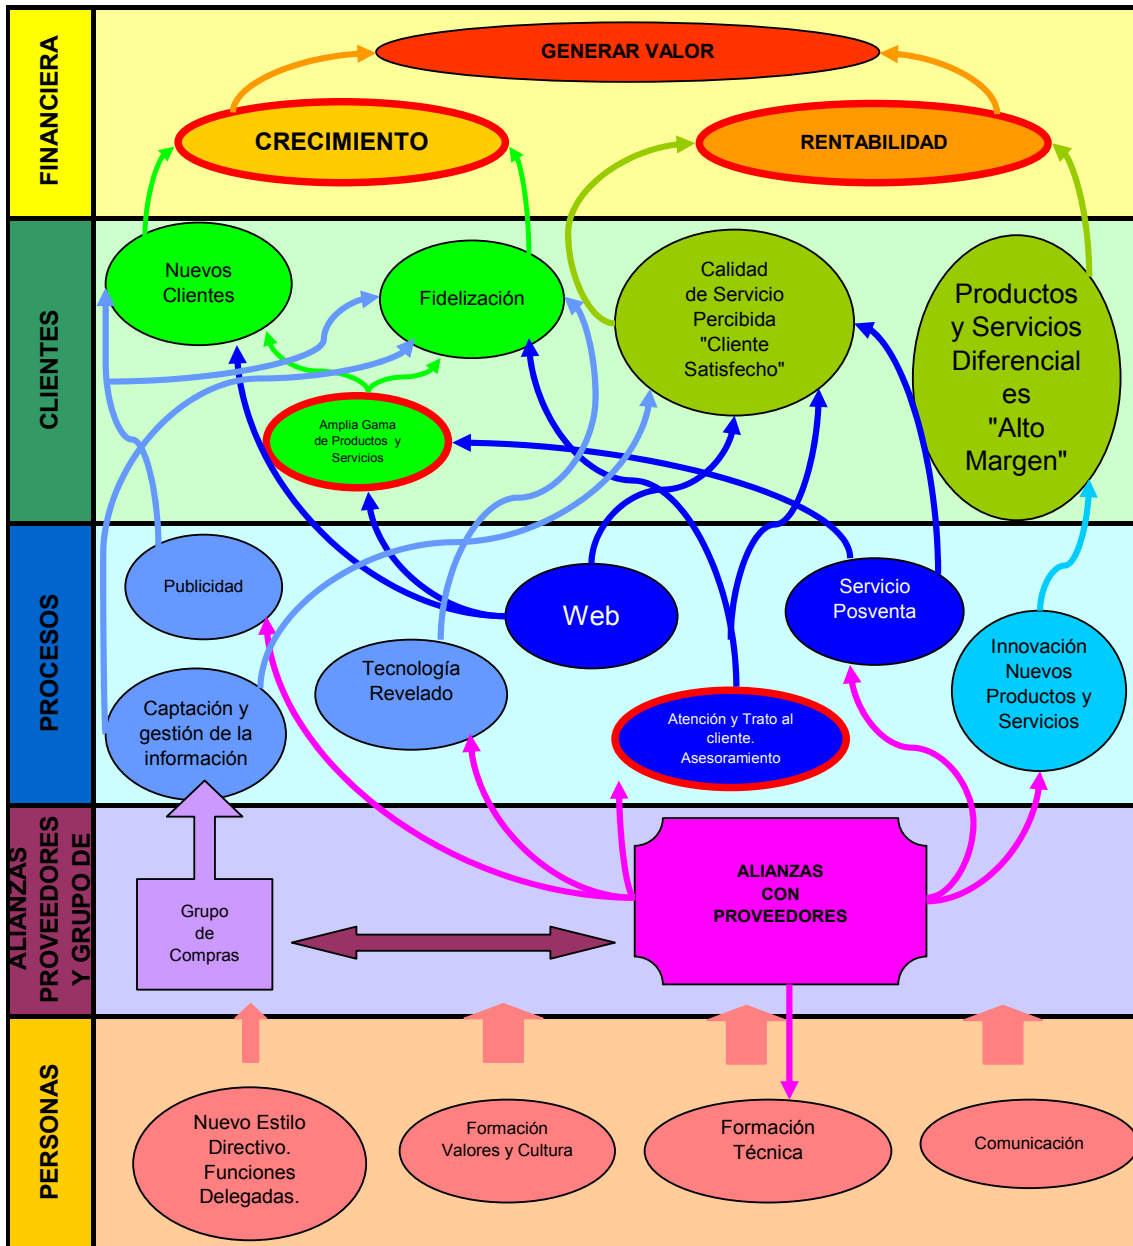 FINANCIERA
GENERAR VALOR
CRECIMIENTO
RENTABILIDAD
CLIENTES
Nuevos
Clientes
Fidelización
Calidad
de Servicio
Percibida
"Cliente
Satisfecho"
Productos
y Servicios
Diferencial
es
"Alto
Margen"
Amplia Gama
de Productos y
Servicios
PROCESOS
Publicidad
Web
Servicio
Posventa
Tecnología
Revelado
Innovación
Nuevos
Productos y
Servicios
Captación y
gestión de la
información
Atención y Trato al
cliente.
Asesoramiento
ALIANZAS
PROVEEDORES
Y GRUPO DE
Grupo
de
Compras
ALIANZAS
CON
PROVEEDORES
PERSONAS
Nuevo Estilo
Directivo.
Funciones
Delegadas.
Formación
Valores y Cultura
Formación
Técnica
Comunicación